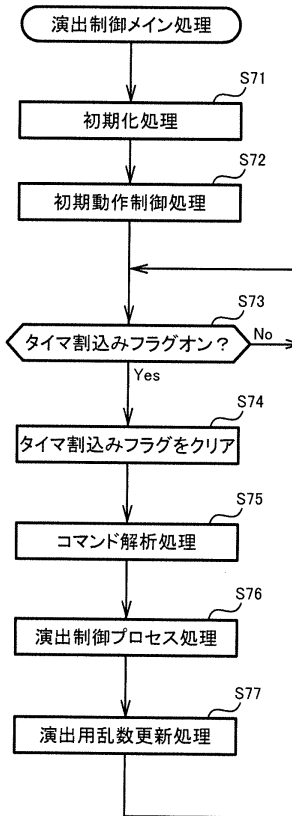 演出制御メイン処理
S71
初期化処理
S72
初期動作制御処理
S73
タイマ割込みフラグオン?
No
Yes
S74
タイマ割込みフラグをクリア
S75
コマンド解析処理
S76
演出制御プロセス処理
S77
演出用乱数更新処理